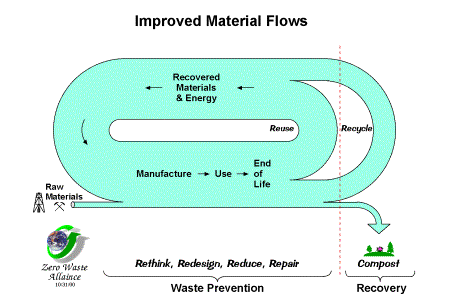 Improved Material Flows
Recovered
Materials
& Energy
Reuse
Recycle
Manufacture
Use
End
of
Life
Raw
Materials
Zero Waste
Allaince
Rethink, Redesign, Reduce, Repair
Compost
Waste Prevention
Recovery